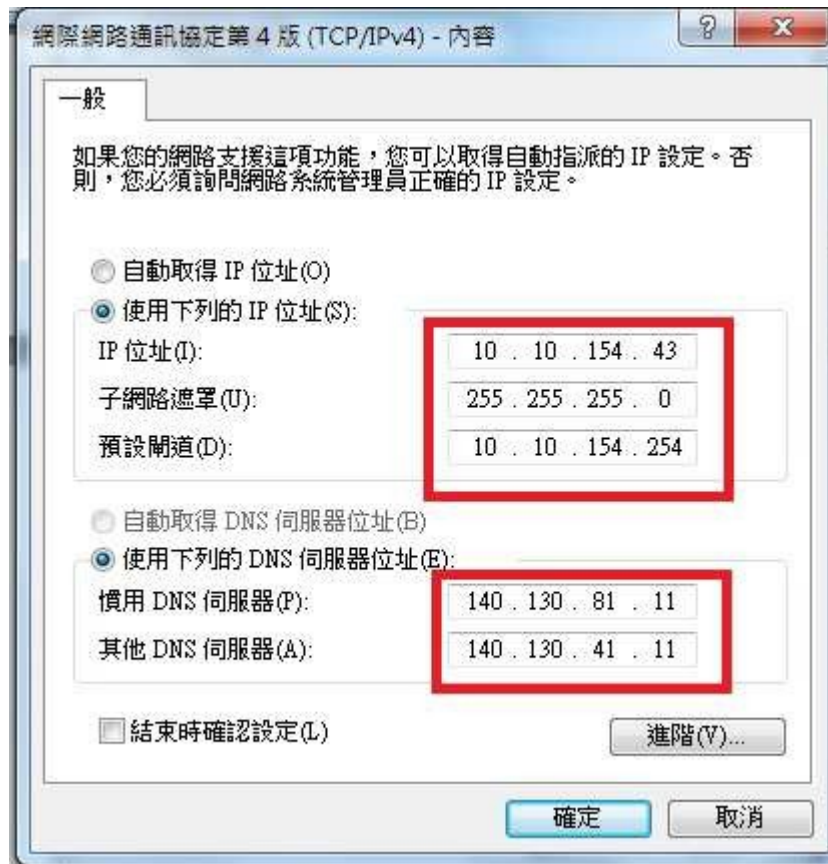 網際網路通訊協定第 4 版 (TCP/IPv4) - 內容
一般
如果您的網路支援這項功能，您可以取得自動指派的 IP 設定。否
則，您必須詢問網路系統管理員正確的 IP 設定。
自動取得 IP 位址(O)
使用下列的 IP 位址(S):
IP 位址(I): 10 . 10 . 154 . 43
子網路遮罩(U): 255 . 255 . 255 . 0
預設閘道(D): 10 . 10 . 154 . 254
自動取得 DNS 伺服器位址(B)
使用下列的 DNS 伺服器位址(E):
慣用 DNS 伺服器(P): 140 . 130 . 81 . 11
其他 DNS 伺服器(A): 140 . 130 . 41 . 11
結束時確認設定(L) 進階(V)...
確定 取消